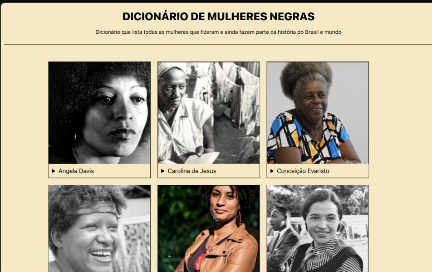 DICIONÁRIO DE MULHERES NEGRAS
Dicionário que lista todas as mulheres que fizeram e ainda fazem parte da história do Brasil e mundo
▶ Angela Davis
▶ Carolina de Jesus
▶ Conceição Evaristo